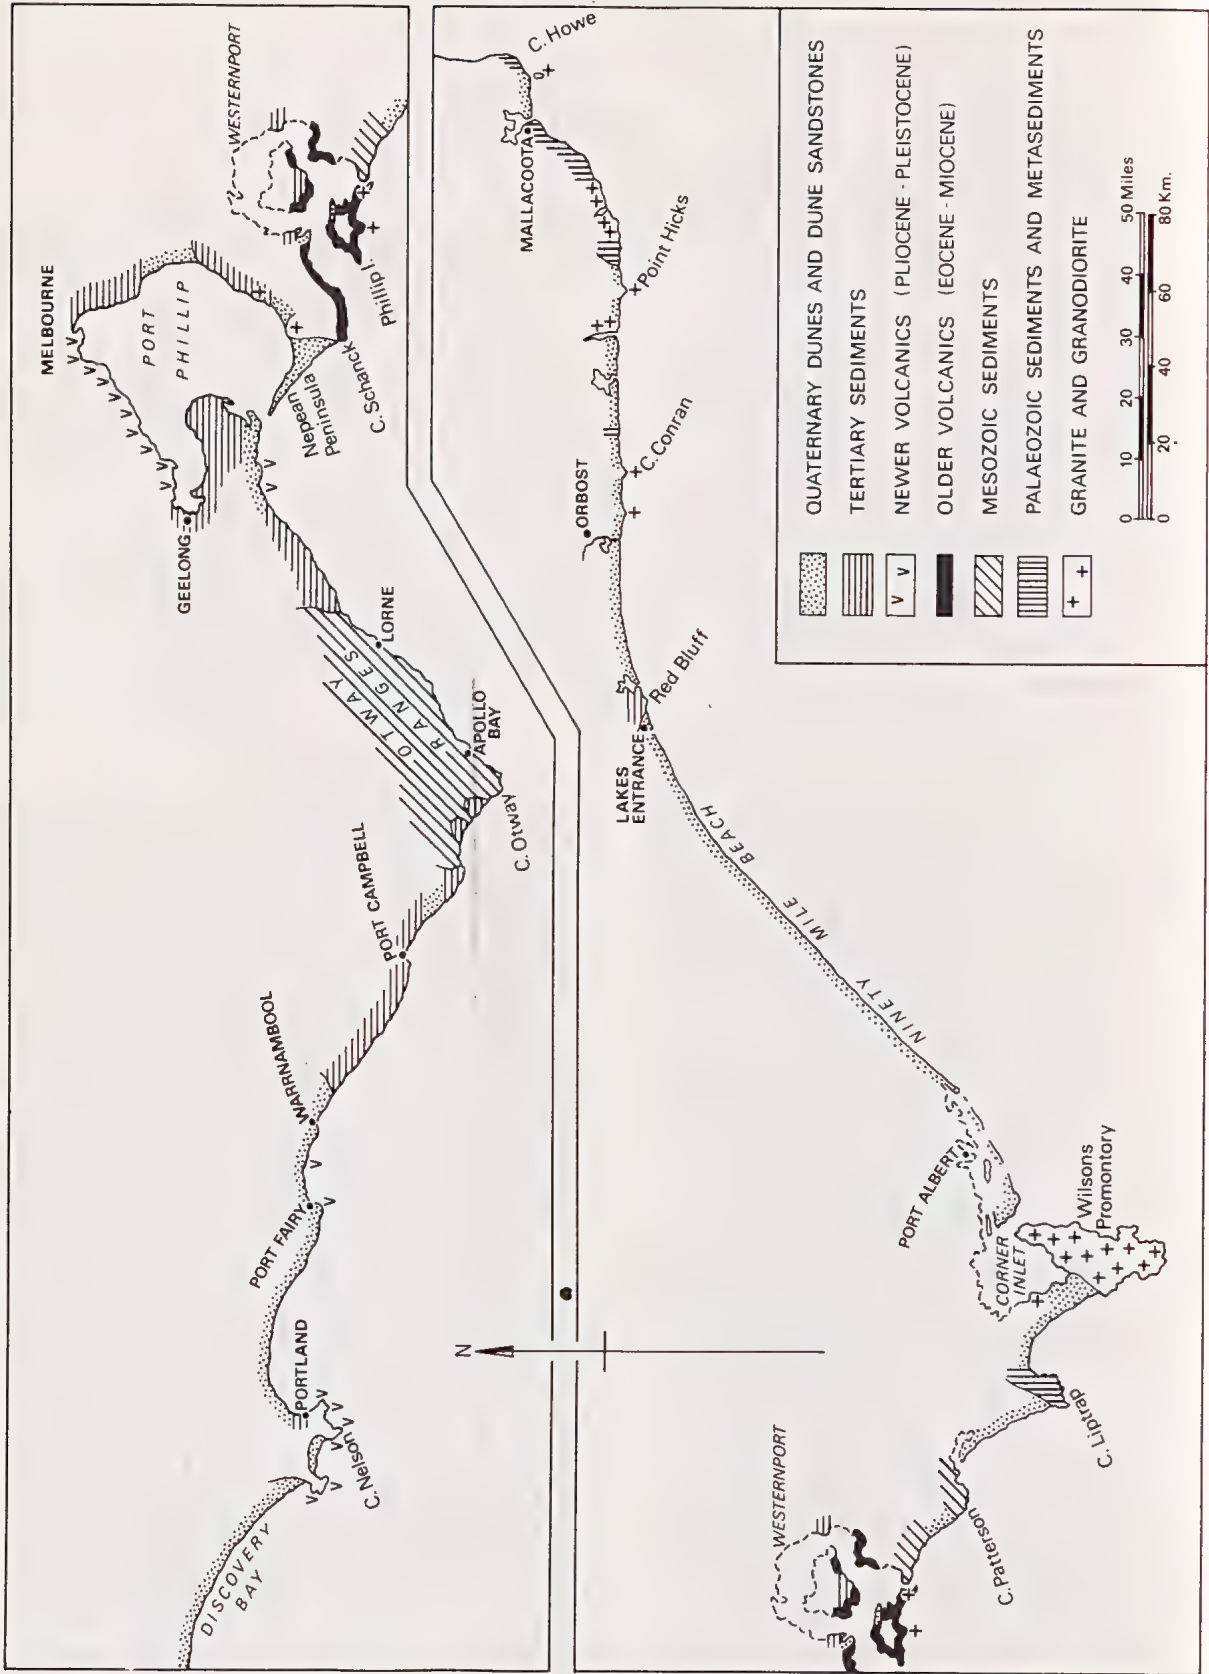 DISCOVERY
BAY
C. Nelson
PORTLAND
PORT FAIRY
WARRNAMBOOL
PORT CAMPBELL
C. Otway
APOLLO
BAY
OTWAY
RANGES
LORNE
GEELONG
MELBOURNE
PORT
PHILLIP
Nepean
Peninsula
C. Schanck
Philip I.
WESTERNPORT
N
WESTERNPORT
C. Patterson
C. Liptrap
CORNER
INLET
Wilsons
Promontory
PORT ALBERT
NINETY
MILE
BEACH
LAKES
ENTRANCE
Red Bluff
ORBOST
C. Conran
Point Hicks
MALLACOOTA
C. Howe
QUATERNARY DUNES AND DUNE SANDSTONES
TERTIARY SEDIMENTS
NEWER VOLCANICS (PLIOCENE - PLEISTOCENE)
OLDER VOLCANICS (EOCENE - MIOCENE)
MESOZOIC SEDIMENTS
PALAEOZOIC SEDIMENTS AND METASEDIMENTS
GRANITE AND GRANODIORITE
0 10 20 30 40 50 Miles
0 20 40 60 80 Km.